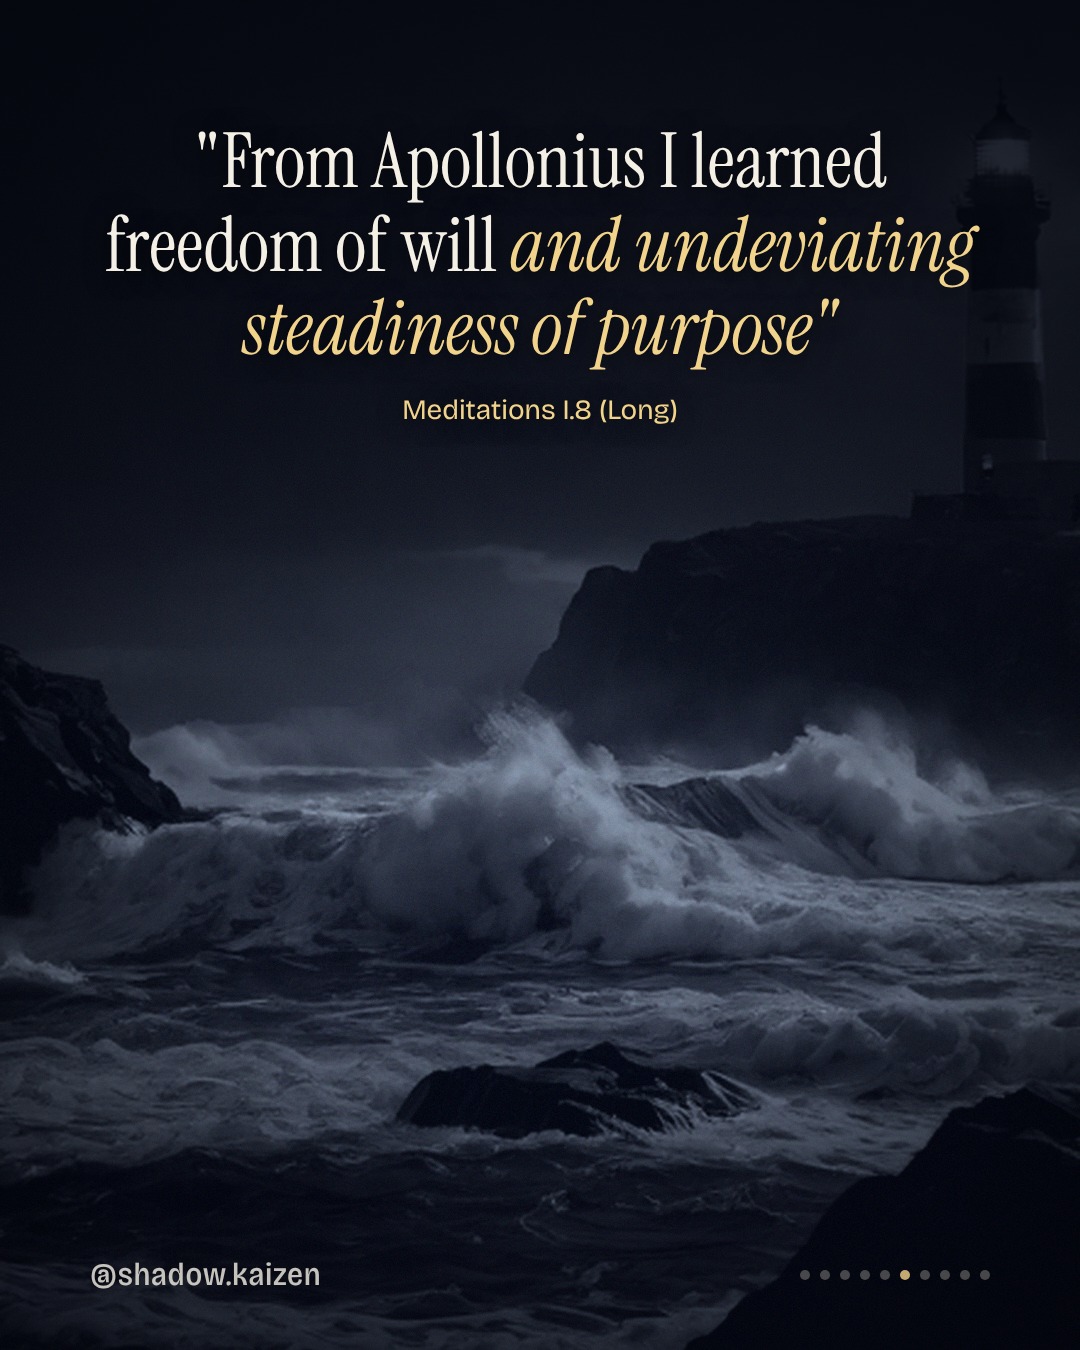 "From Apollonius I learned
freedom of will and undeviating
steadiness of purpose"
Meditations I.8 (Long)
@shadow.kaizen